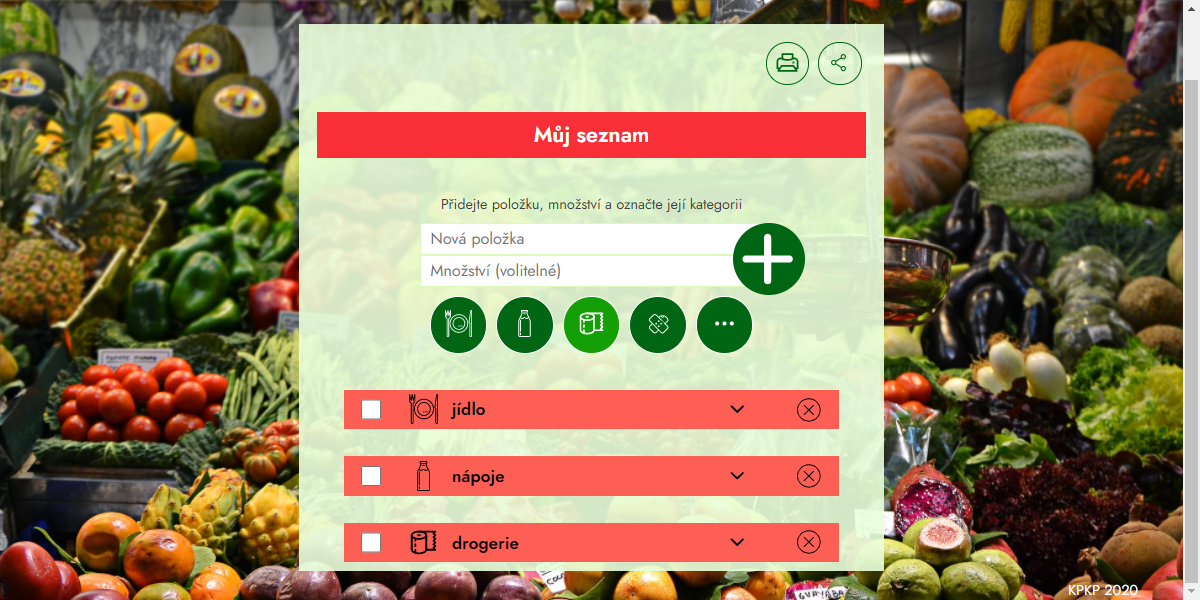 Můj seznam
Přidejte položku, množství a označte její kategorii
Nová položka
Množství (volitelné)
jídlo
nápoje
drogerie
KPKP 2020